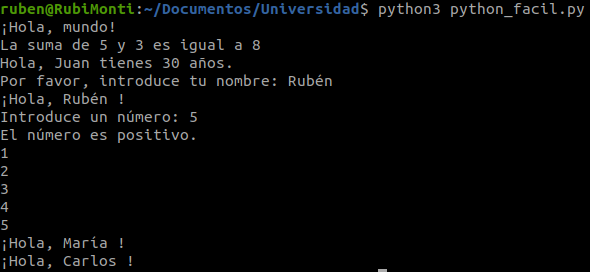 ruben@RubiMonti:~/Documentos/Universidad$ python3 python_facil.py
¡Hola, mundo!
La suma de 5 y 3 es igual a 8
Hola, Juan tienes 30 años.
Por favor, introduce tu nombre: Rubén
¡Hola, Rubén !
Introduce un número: 5
El número es positivo.
1
2
3
4
5
¡Hola, María !
¡Hola, Carlos !